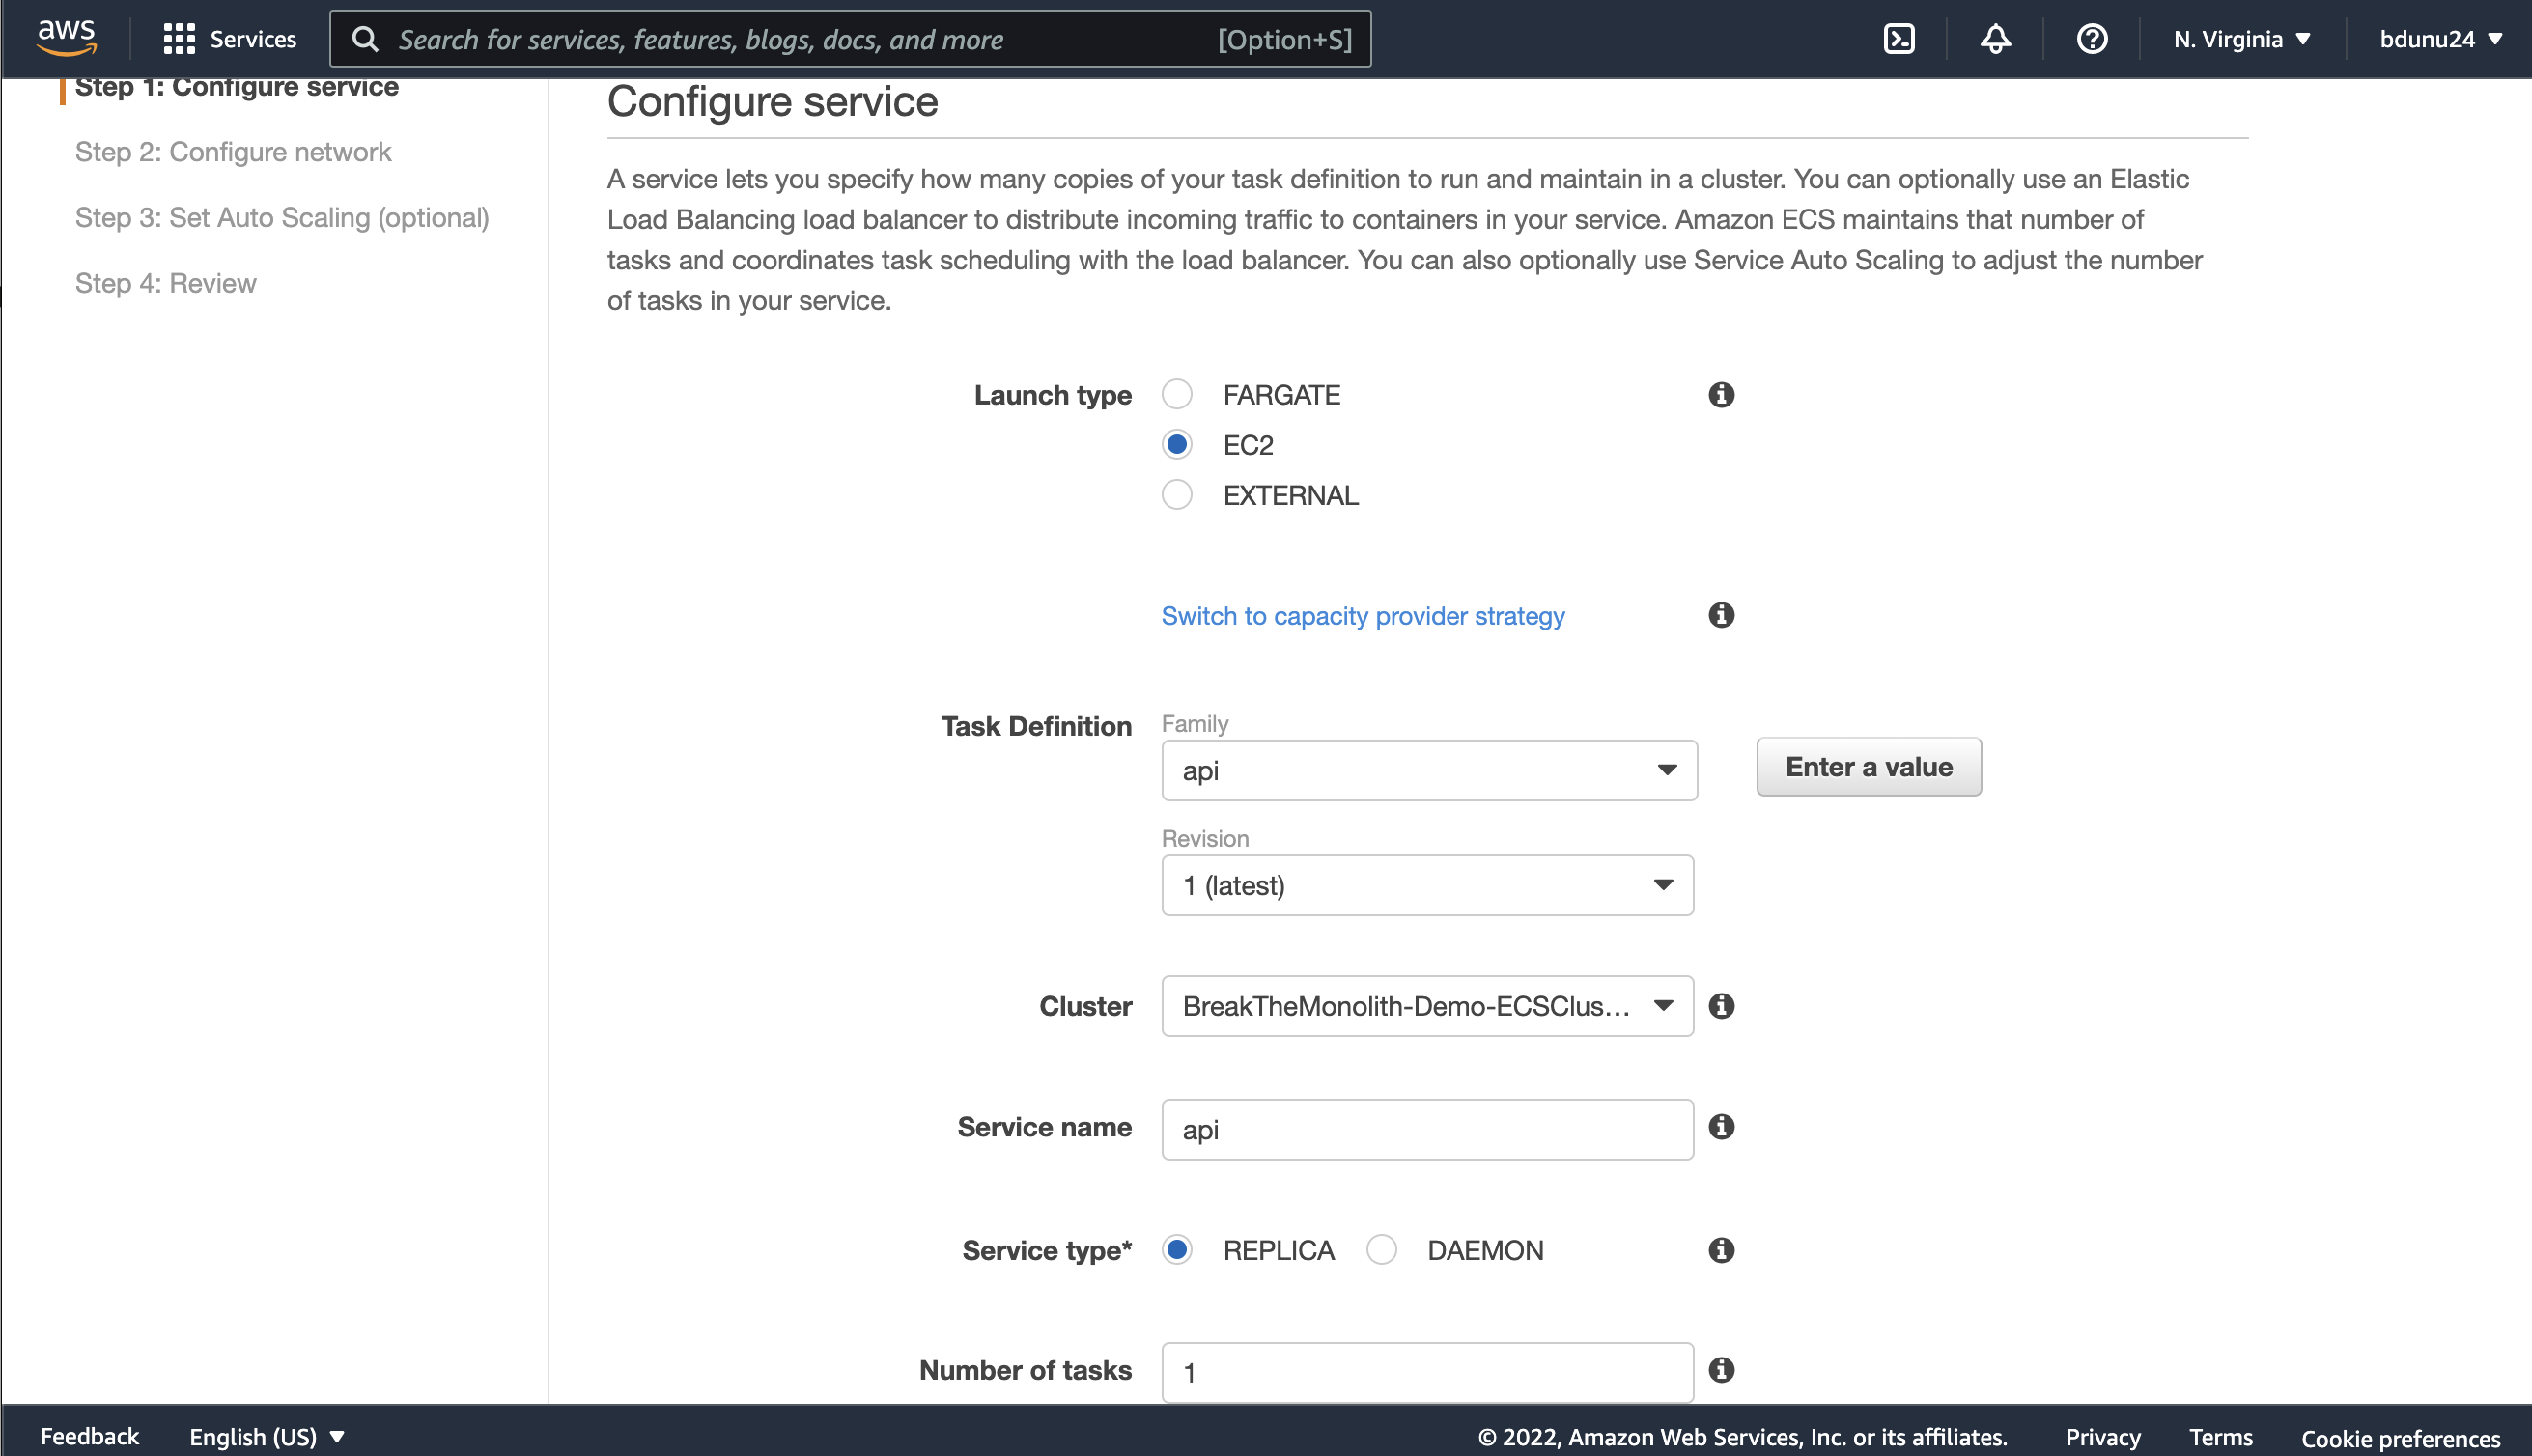 aws
Services
Search for services, features, blogs, docs, and more
[Option+S]
N. Virginia
bdunu24
Step 1: Configure service
Step 2: Configure network
Step 3: Set Auto Scaling (optional)
Step 4: Review
Configure service
A service lets you specify how many copies of your task definition to run and maintain in a cluster. You can optionally use an Elastic
Load Balancing load balancer to distribute incoming traffic to containers in your service. Amazon ECS maintains that number of
tasks and coordinates task scheduling with the load balancer. You can also optionally use Service Auto Scaling to adjust the number
of tasks in your service.
Launch type
FARGATE
EC2
EXTERNAL
Switch to capacity provider strategy
Task Definition
Family
api
Enter a value
Revision
1 (latest)
Cluster
BreakTheMonolith-Demo-ECSClus...
Service name
api
Service type*
REPLICA
DAEMON
Number of tasks
1
Feedback
English (US)
© 2022, Amazon Web Services, Inc. or its affiliates.
Privacy
Terms
Cookie preferences